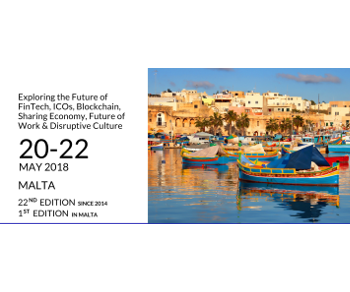 Exploring the Future of
FinTech, ICOs, Blockchain,
Sharing Economy, Future of
Work & Disruptive Culture
20-22
MAY 2018
MALTA
22ND EDITION SINCE 2014
1ST EDITION IN MALTA